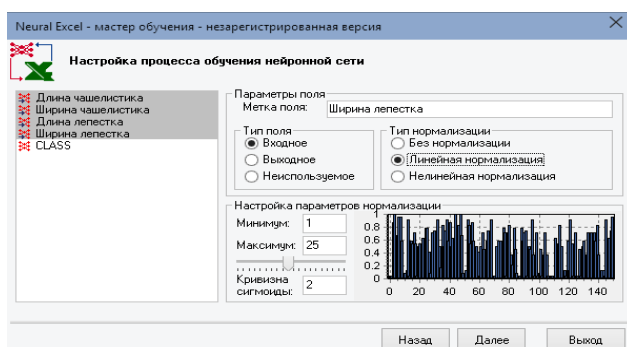 Neural Excel - мастер обучения - незарегистрированная версия
Настройка процесса обучения нейронной сети
Длина чашелистика
Ширина чашелистика
Длина лепестка
Ширина лепестка
CLASS
Параметры поля
Метка поля: Ширина лепестка
Тип поля
Входное
Выходное
Неиспользуемое
Тип нормализации
Без нормализации
Линейная нормализация
Нелинейная нормализация
Настройка параметров нормализации
Минимум: 1
Максимум: 25
Кривизна
сигмоиды: 2
1
0.8
0.6
0.4
0.2
0
0 20 40 60 80 100 120 140
Назад Далее Выход